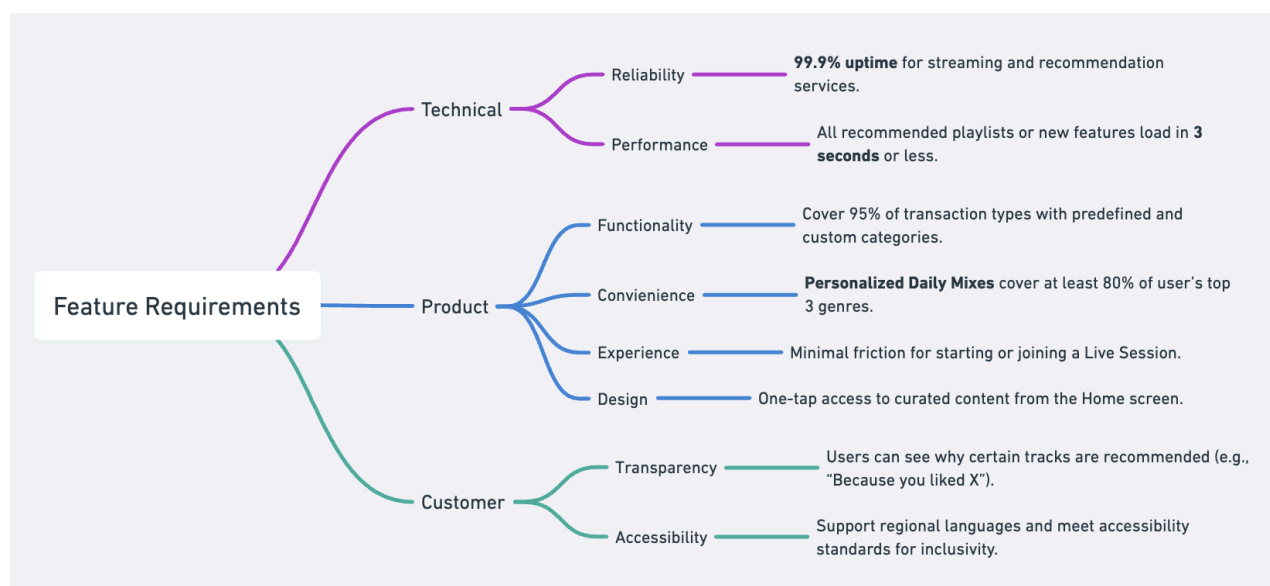 Feature Requirements
Technical
Reliability
99.9% uptime for streaming and recommendation
services.
Performance
All recommended playlists or new features load in 3
seconds or less.
Product
Functionality
Cover 95% of transaction types with predefined and
custom categories.
Convienience
Personalized Daily Mixes cover at least 80% of user’s top
3 genres.
Experience
Minimal friction for starting or joining a Live Session.
Design
One-tap access to curated content from the Home screen.
Customer
Transparency
Users can see why certain tracks are recommended (e.g.,
“Because you liked X”).
Accessibility
Support regional languages and meet accessibility
standards for inclusivity.